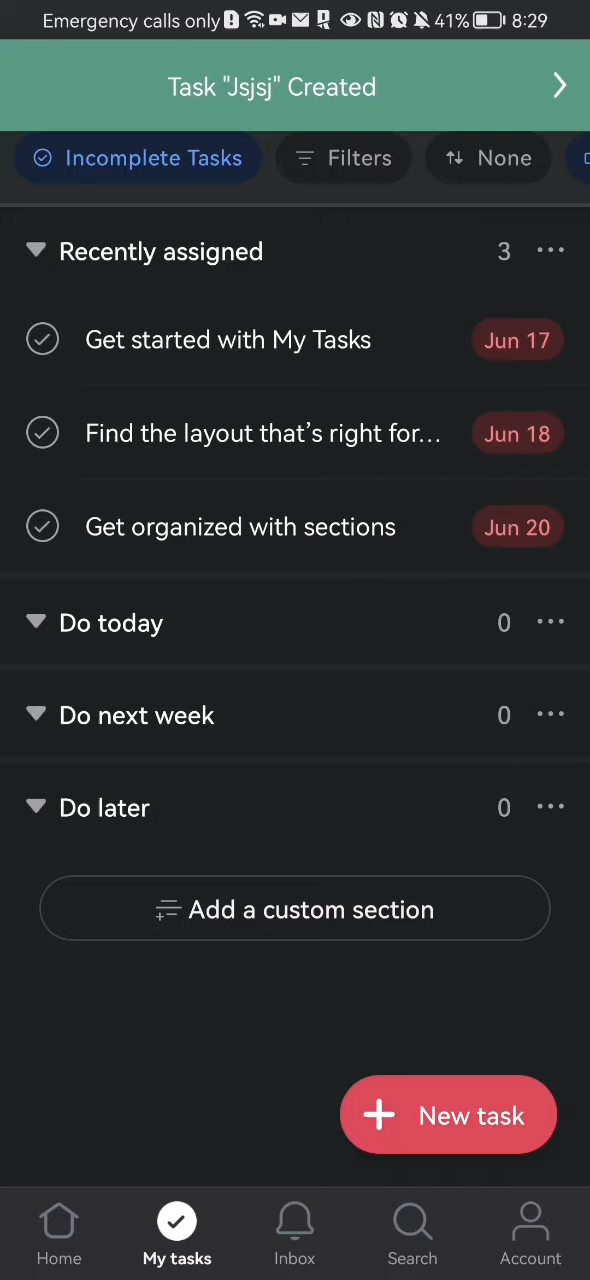 Emergency calls only 41% 8:29
Task "Jsjsj" Created
Incomplete Tasks Filters None
Recently assigned 3
Get started with My Tasks Jun 17
Find the layout that’s right for... Jun 18
Get organized with sections Jun 20
Do today 0
Do next week 0
Do later 0
Add a custom section
New task
Home My tasks Inbox Search Account